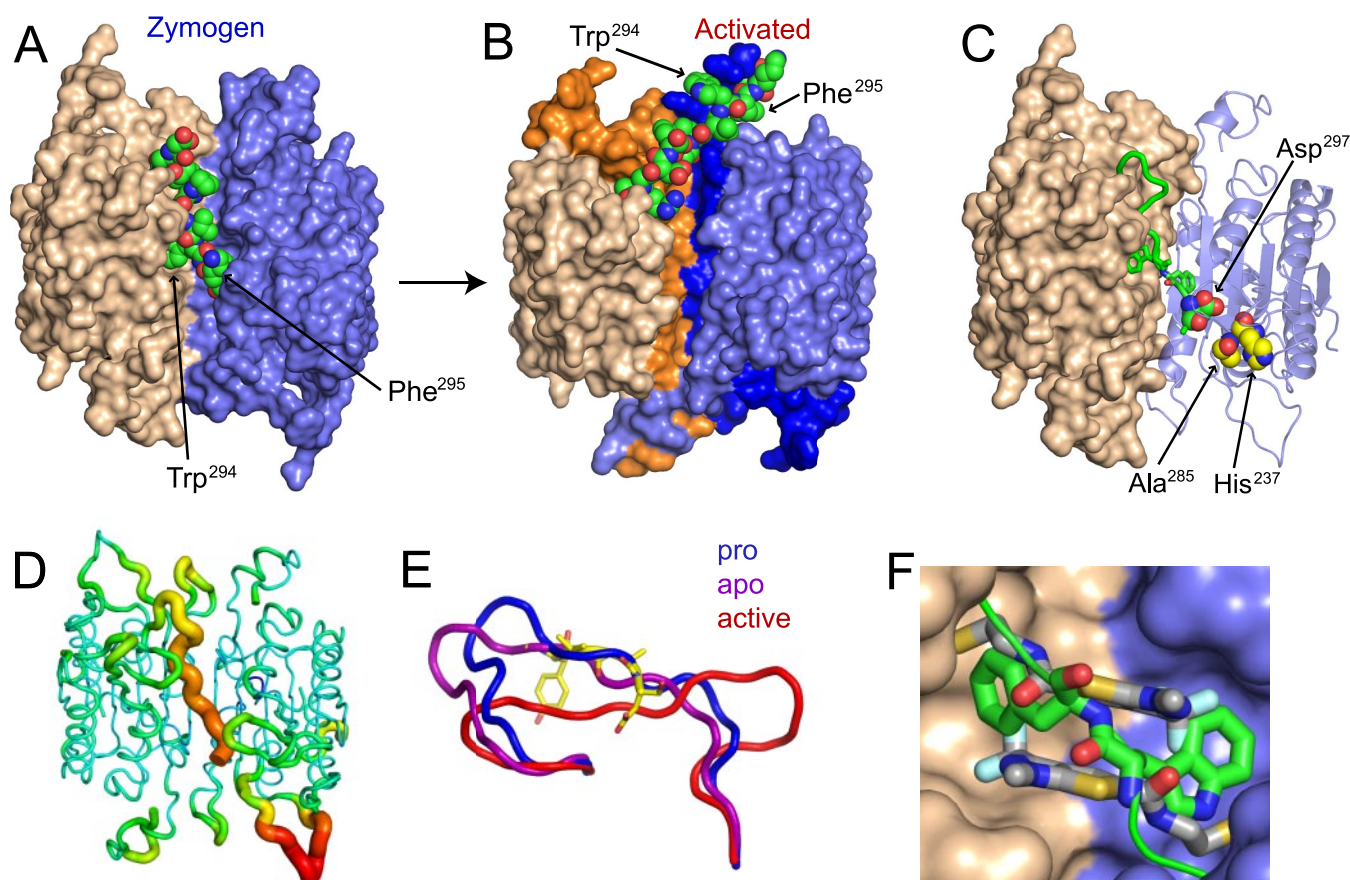 A
Zymogen
B
Trp294
Activated
Phe295
C
Asp297
Phe295
Trp294
Ala285
His237
D
E
pro
apo
active
F